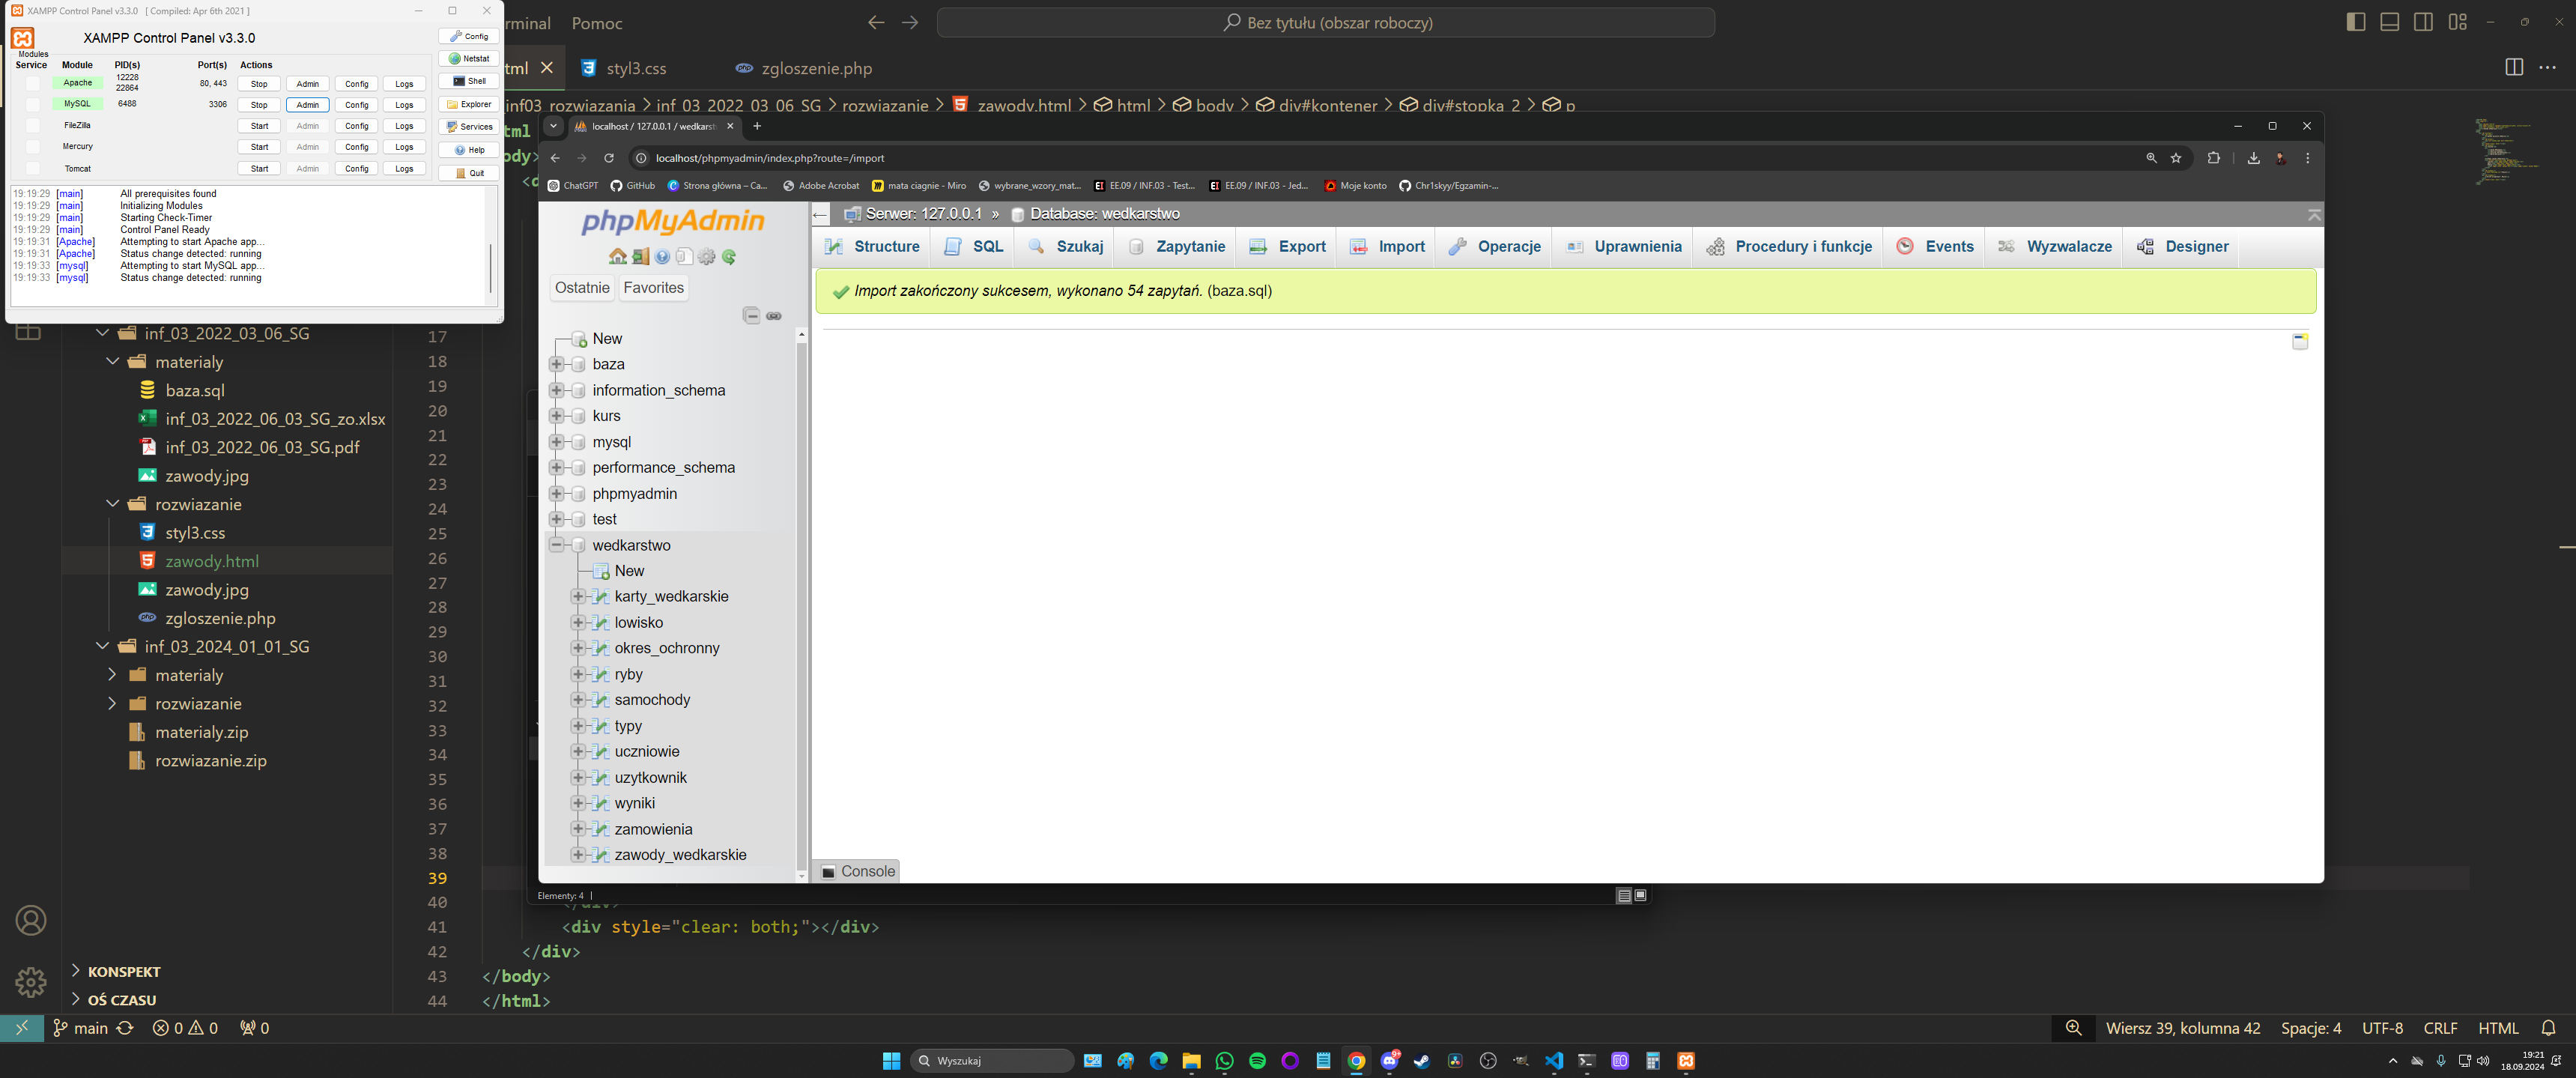 XAMPP Control Panel v3.3.0 [ Compiled: Apr 6th 2021 ]
XAMPP Control Panel v3.3.0
Modules
Service Module PID(s) Port(s) Actions
Apache 12228 22864 80, 443 Stop Admin Config Logs
MySQL 6488 3306 Stop Admin Config Logs
FileZilla Start Admin Config Logs
Mercury Start Admin Config Logs
Tomcat Start Admin Config Logs
Config
Netstat
Shell
Explorer
Services
Help
Quit
19:19:29 [main] All prerequisites found
19:19:29 [main] Initializing Modules
19:19:29 [main] Starting Check-Timer
19:19:29 [main] Control Panel Ready
19:19:31 [Apache] Attempting to start Apache app...
19:19:31 [Apache] Status change detected: running
19:19:33 [mysql] Attempting to start MySQL app...
19:19:33 [mysql] Status change detected: running
rminal Pomoc
Bez tytułu (obszar roboczy)
tml styl3.css zgloszenie.php
inf03_rozwiazania inf_03_2022_03_06_SG rozwiazanie zawody.html html body div#kontener div#stopka_2 p
tml
ody>
<d
localhost / 127.0.0.1 / wedkarst
localhost/phpmyadmin/index.php?route=/import
ChatGPT GitHub Strona główna – Ca... Adobe Acrobat mata ciagnie - Miro wybrane_wzory_mat... EE.09 / INF.03 - Test... EE.09 / INF.03 - Jed... Moje konto Chr1skyy/Egzamin-...
phpMyAdmin
Ostatnie Favorites
New
baza
information_schema
kurs
mysql
performance_schema
phpmyadmin
test
wedkarstwo
New
karty_wedkarskie
lowisko
okres_ochronny
ryby
samochody
typy
uczniowie
uzytkownik
wyniki
zamowienia
zawody_wedkarskie
Serwer: 127.0.0.1 » Database: wedkarstwo
Structure SQL Szukaj Zapytanie Export Import Operacje Uprawnienia Procedury i funkcje Events Wyzwalacze Designer
Import zakończony sukcesem, wykonano 54 zapytań. (baza.sql)
Console
Elementy: 4
inf_03_2022_03_06_SG
materialy
baza.sql
inf_03_2022_06_03_SG_zo.xlsx
inf_03_2022_06_03_SG.pdf
zawody.jpg
rozwiazanie
styl3.css
zawody.html
zawody.jpg
zgloszenie.php
inf_03_2024_01_01_SG
materialy
rozwiazanie
materialy.zip
rozwiazanie.zip
KONSPEKT
OŚ CZASU
17
18
19
20
21
22
23
24
25
26
27
28
29
30
31
32
33
34
35
36
37
38
39
40 </div>
41 <div style="clear: both;"></div>
42 </div>
43 </body>
44 </html>
main 0 0 0
Wiersz 39, kolumna 42 Spacje: 4 UTF-8 CRLF HTML
Wyszukaj
9+
19:21
18.09.2024